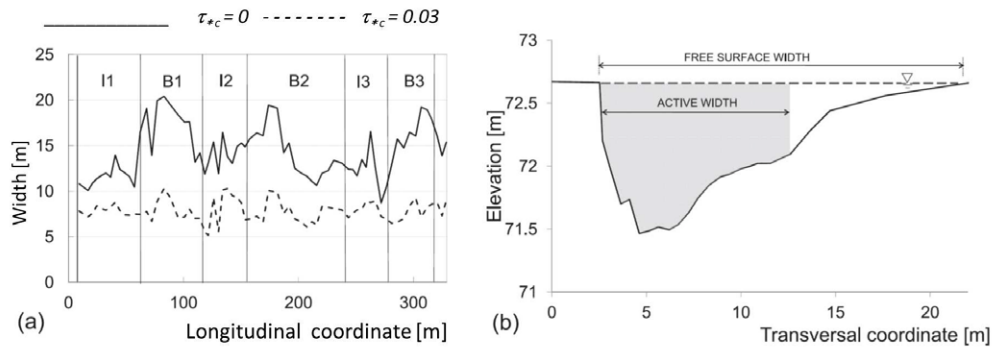 τ*c = 0 τ*c = 0.03
25
20
15
10
5
0
Width [m]
I1 B1 I2 B2 I3 B3
0 100 200 300
(a) Longitudinal coordinate [m]
73
72.5
72
71.5
71
Elevation [m]
FREE SURFACE WIDTH
ACTIVE WIDTH
0 5 10 15 20
(b) Transversal coordinate [m]